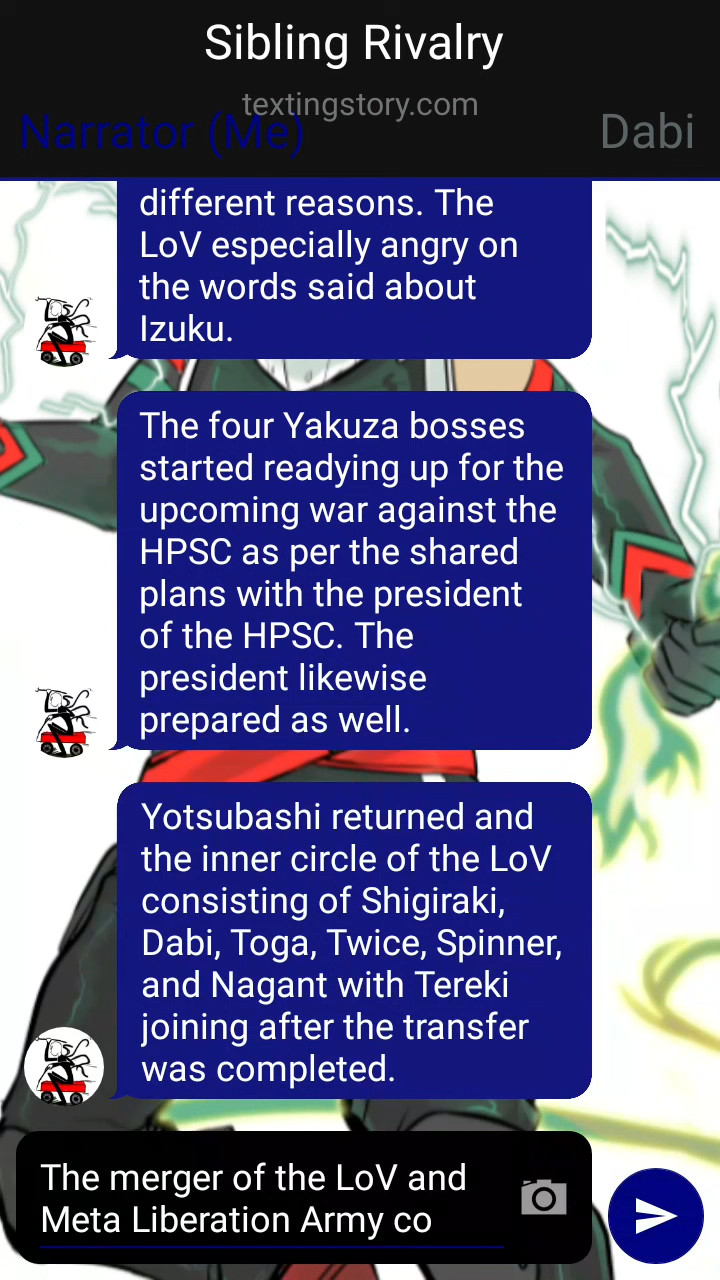 Sibling Rivalry
textingstory.com
Narrator (Me)
Dabi
different reasons. The
LoV especially angry on
the words said about
Izuku.
The four Yakuza bosses
started readying up for the
upcoming war against the
HPSC as per the shared
plans with the president
of the HPSC. The
president likewise
prepared as well.
Yotsubashi returned and
the inner circle of the LoV
consisting of Shigiraki,
Dabi, Toga, Twice, Spinner,
and Nagant with Tereki
joining after the transfer
was completed.
The merger of the LoV and
Meta Liberation Army co